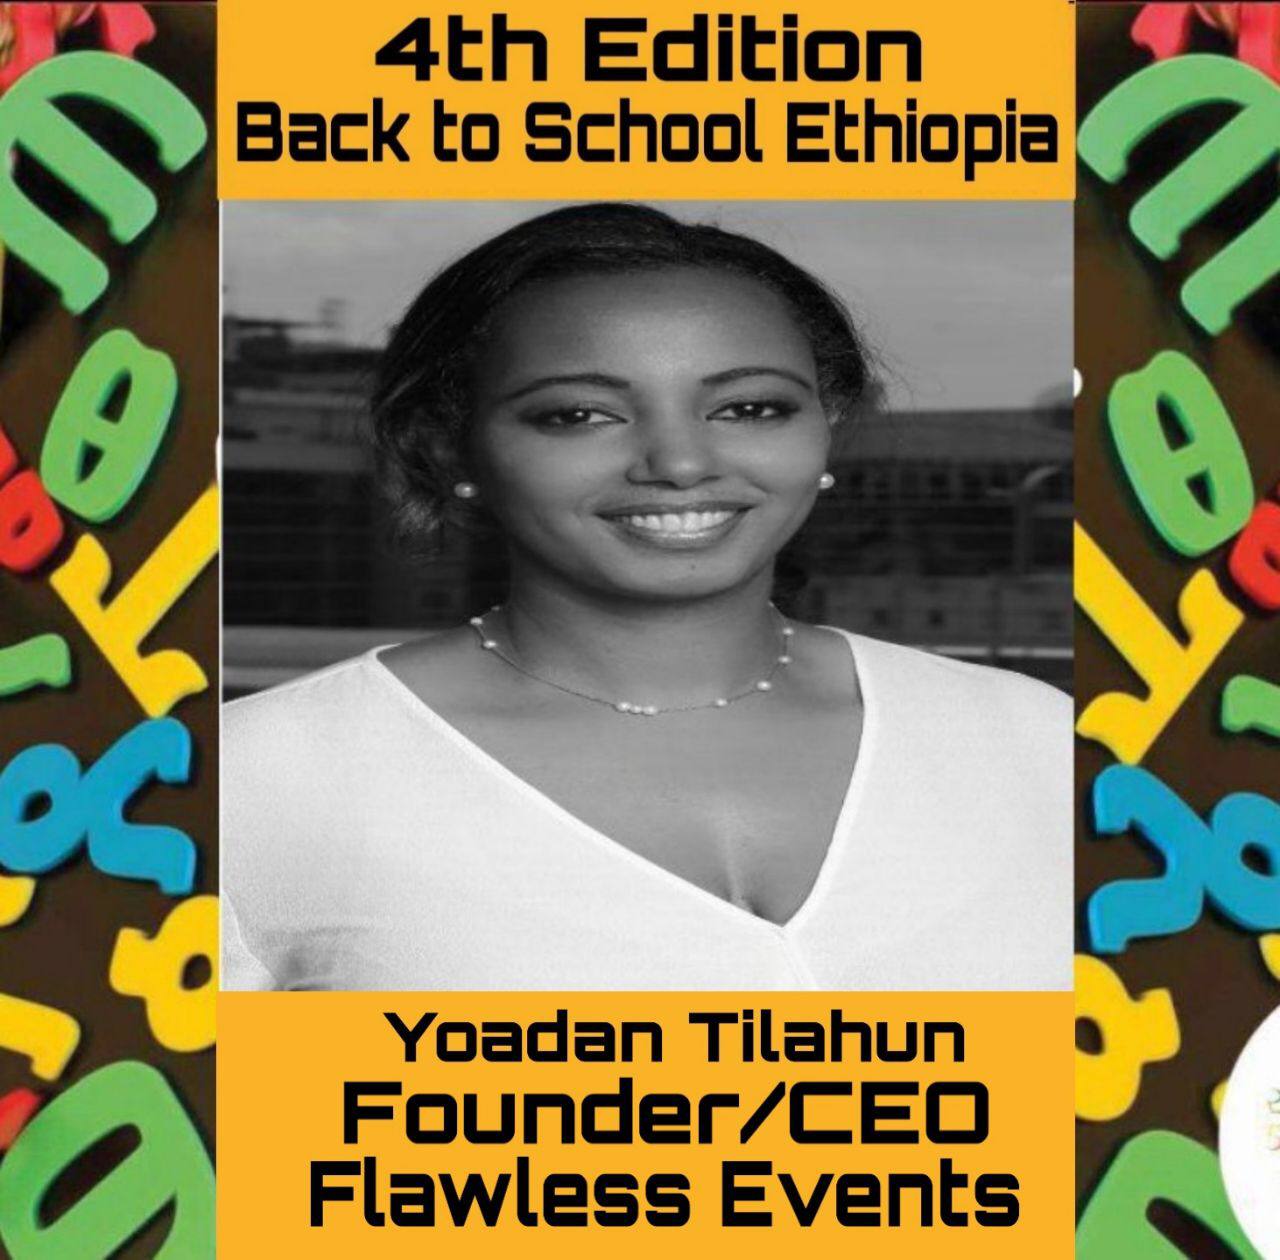 4th Edition
Back to School Ethiopia
Yoadan Tilahun
Founder/CEO
Flawless Events